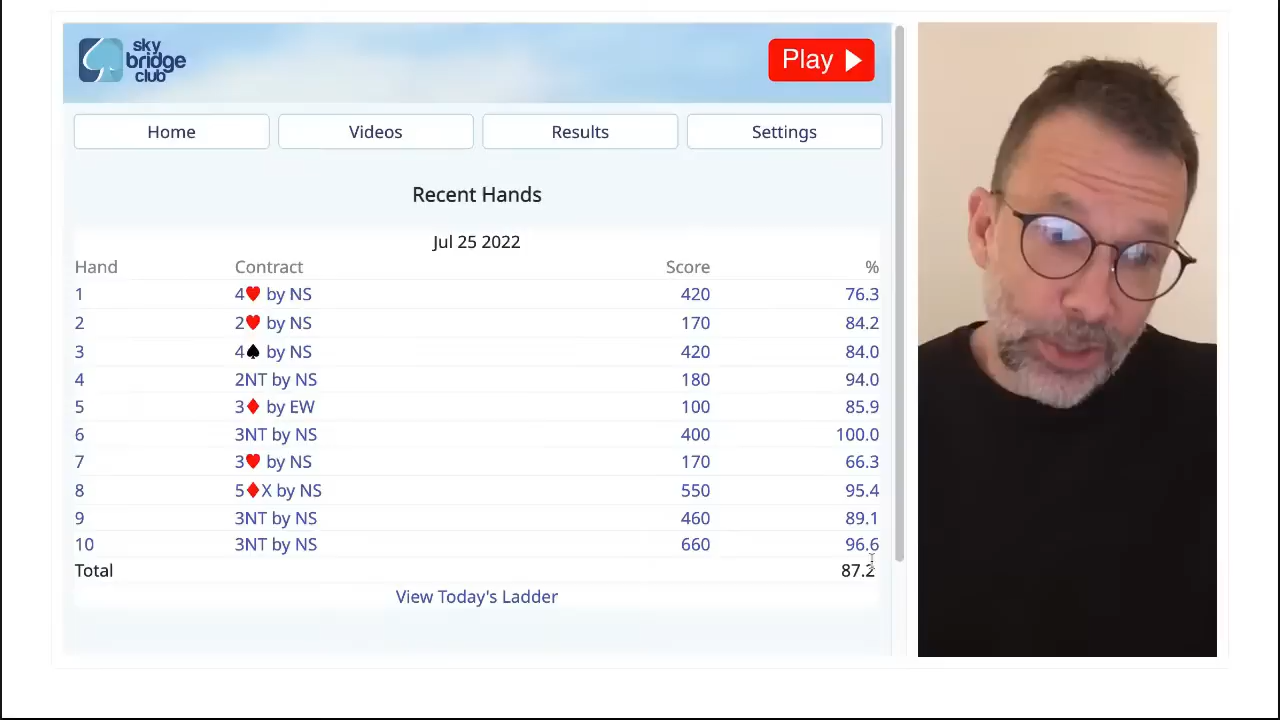 sky
bridge
club
Play
Home
Videos
Results
Settings
Recent Hands
Jul 25 2022
Hand Contract Score %
1 4♥ by NS 420 76.3
2 2♥ by NS 170 84.2
3 4♠ by NS 420 84.0
4 2NT by NS 180 94.0
5 3♦ by EW 100 85.9
6 3NT by NS 400 100.0
7 3♥ by NS 170 66.3
8 5♦X by NS 550 95.4
9 3NT by NS 460 89.1
10 3NT by NS 660 96.6
Total 87.2
View Today's Ladder